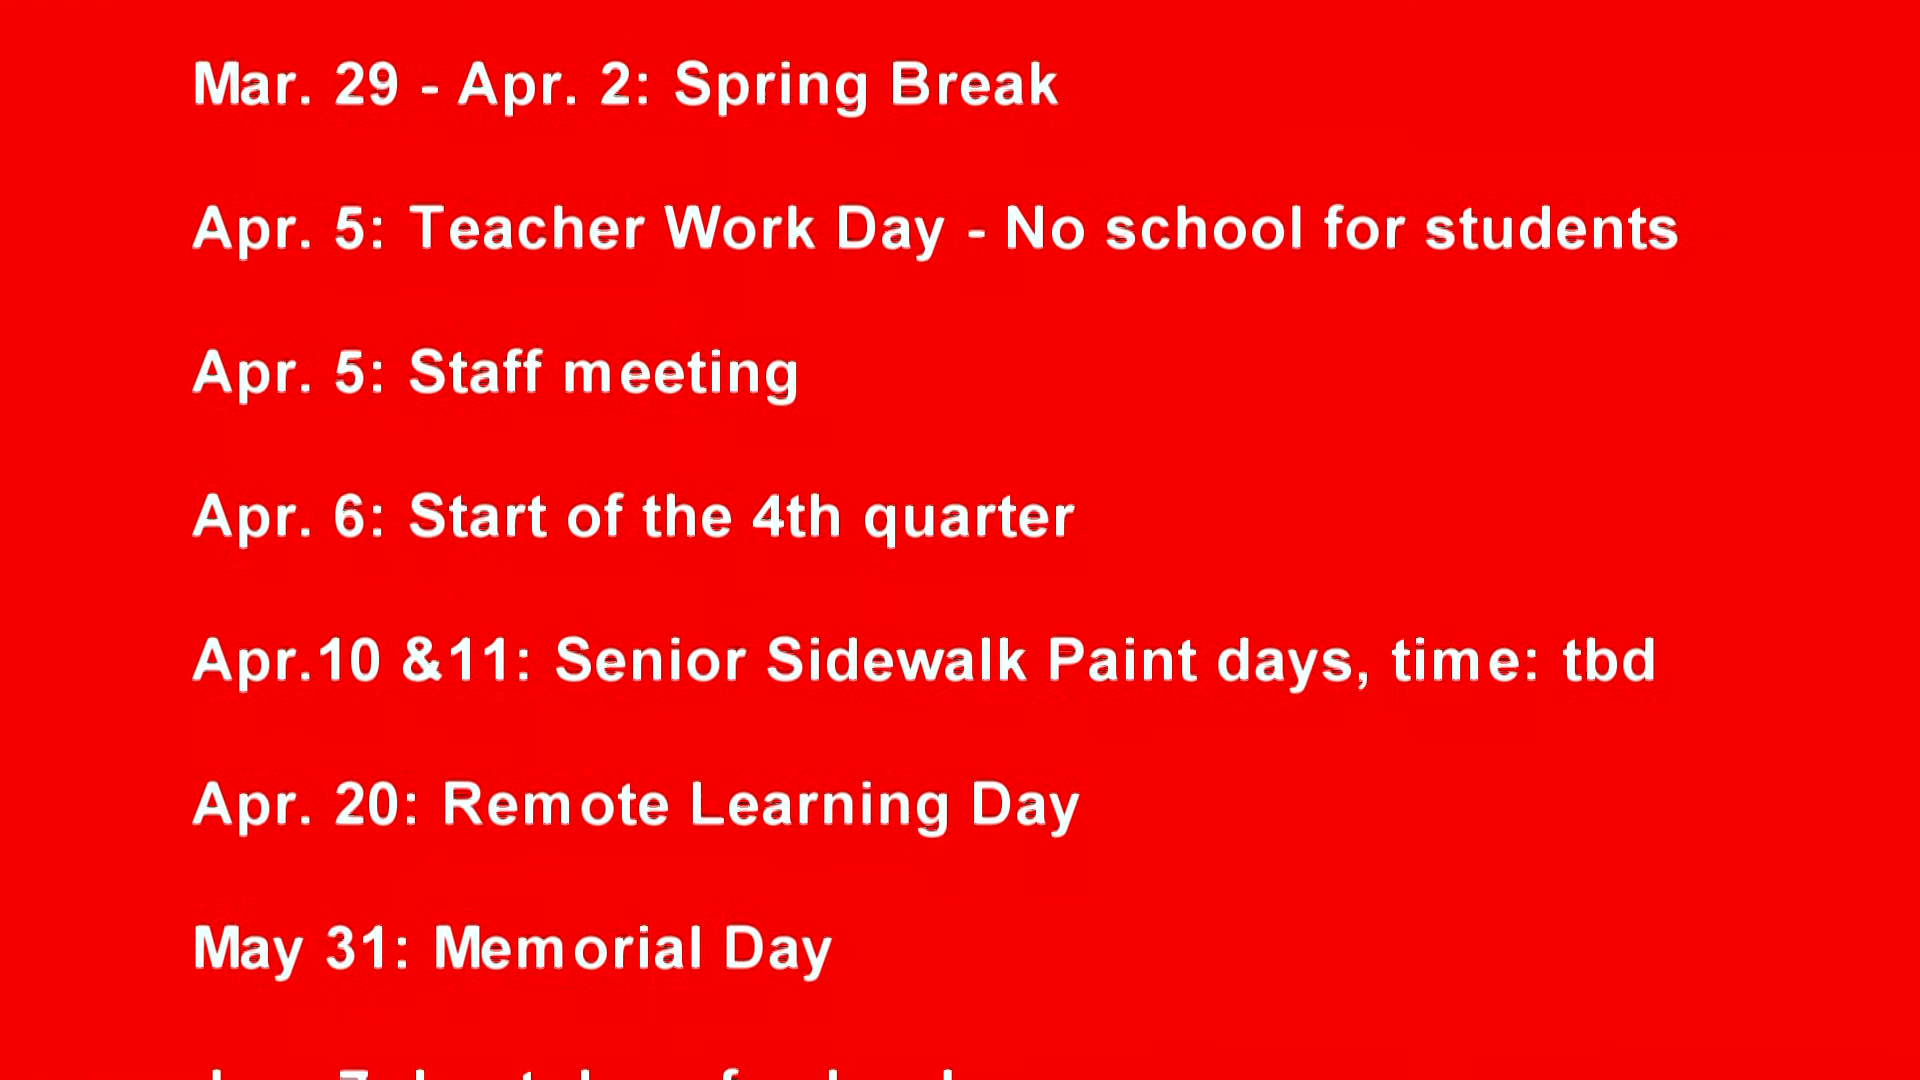 Mar. 29 - Apr. 2: Spring Break
Apr. 5: Teacher Work Day - No school for students
Apr. 5: Staff meeting
Apr. 6: Start of the 4th quarter
Apr.10 &11: Senior Sidewalk Paint days, time: tbd
Apr. 20: Remote Learning Day
May 31: Memorial Day